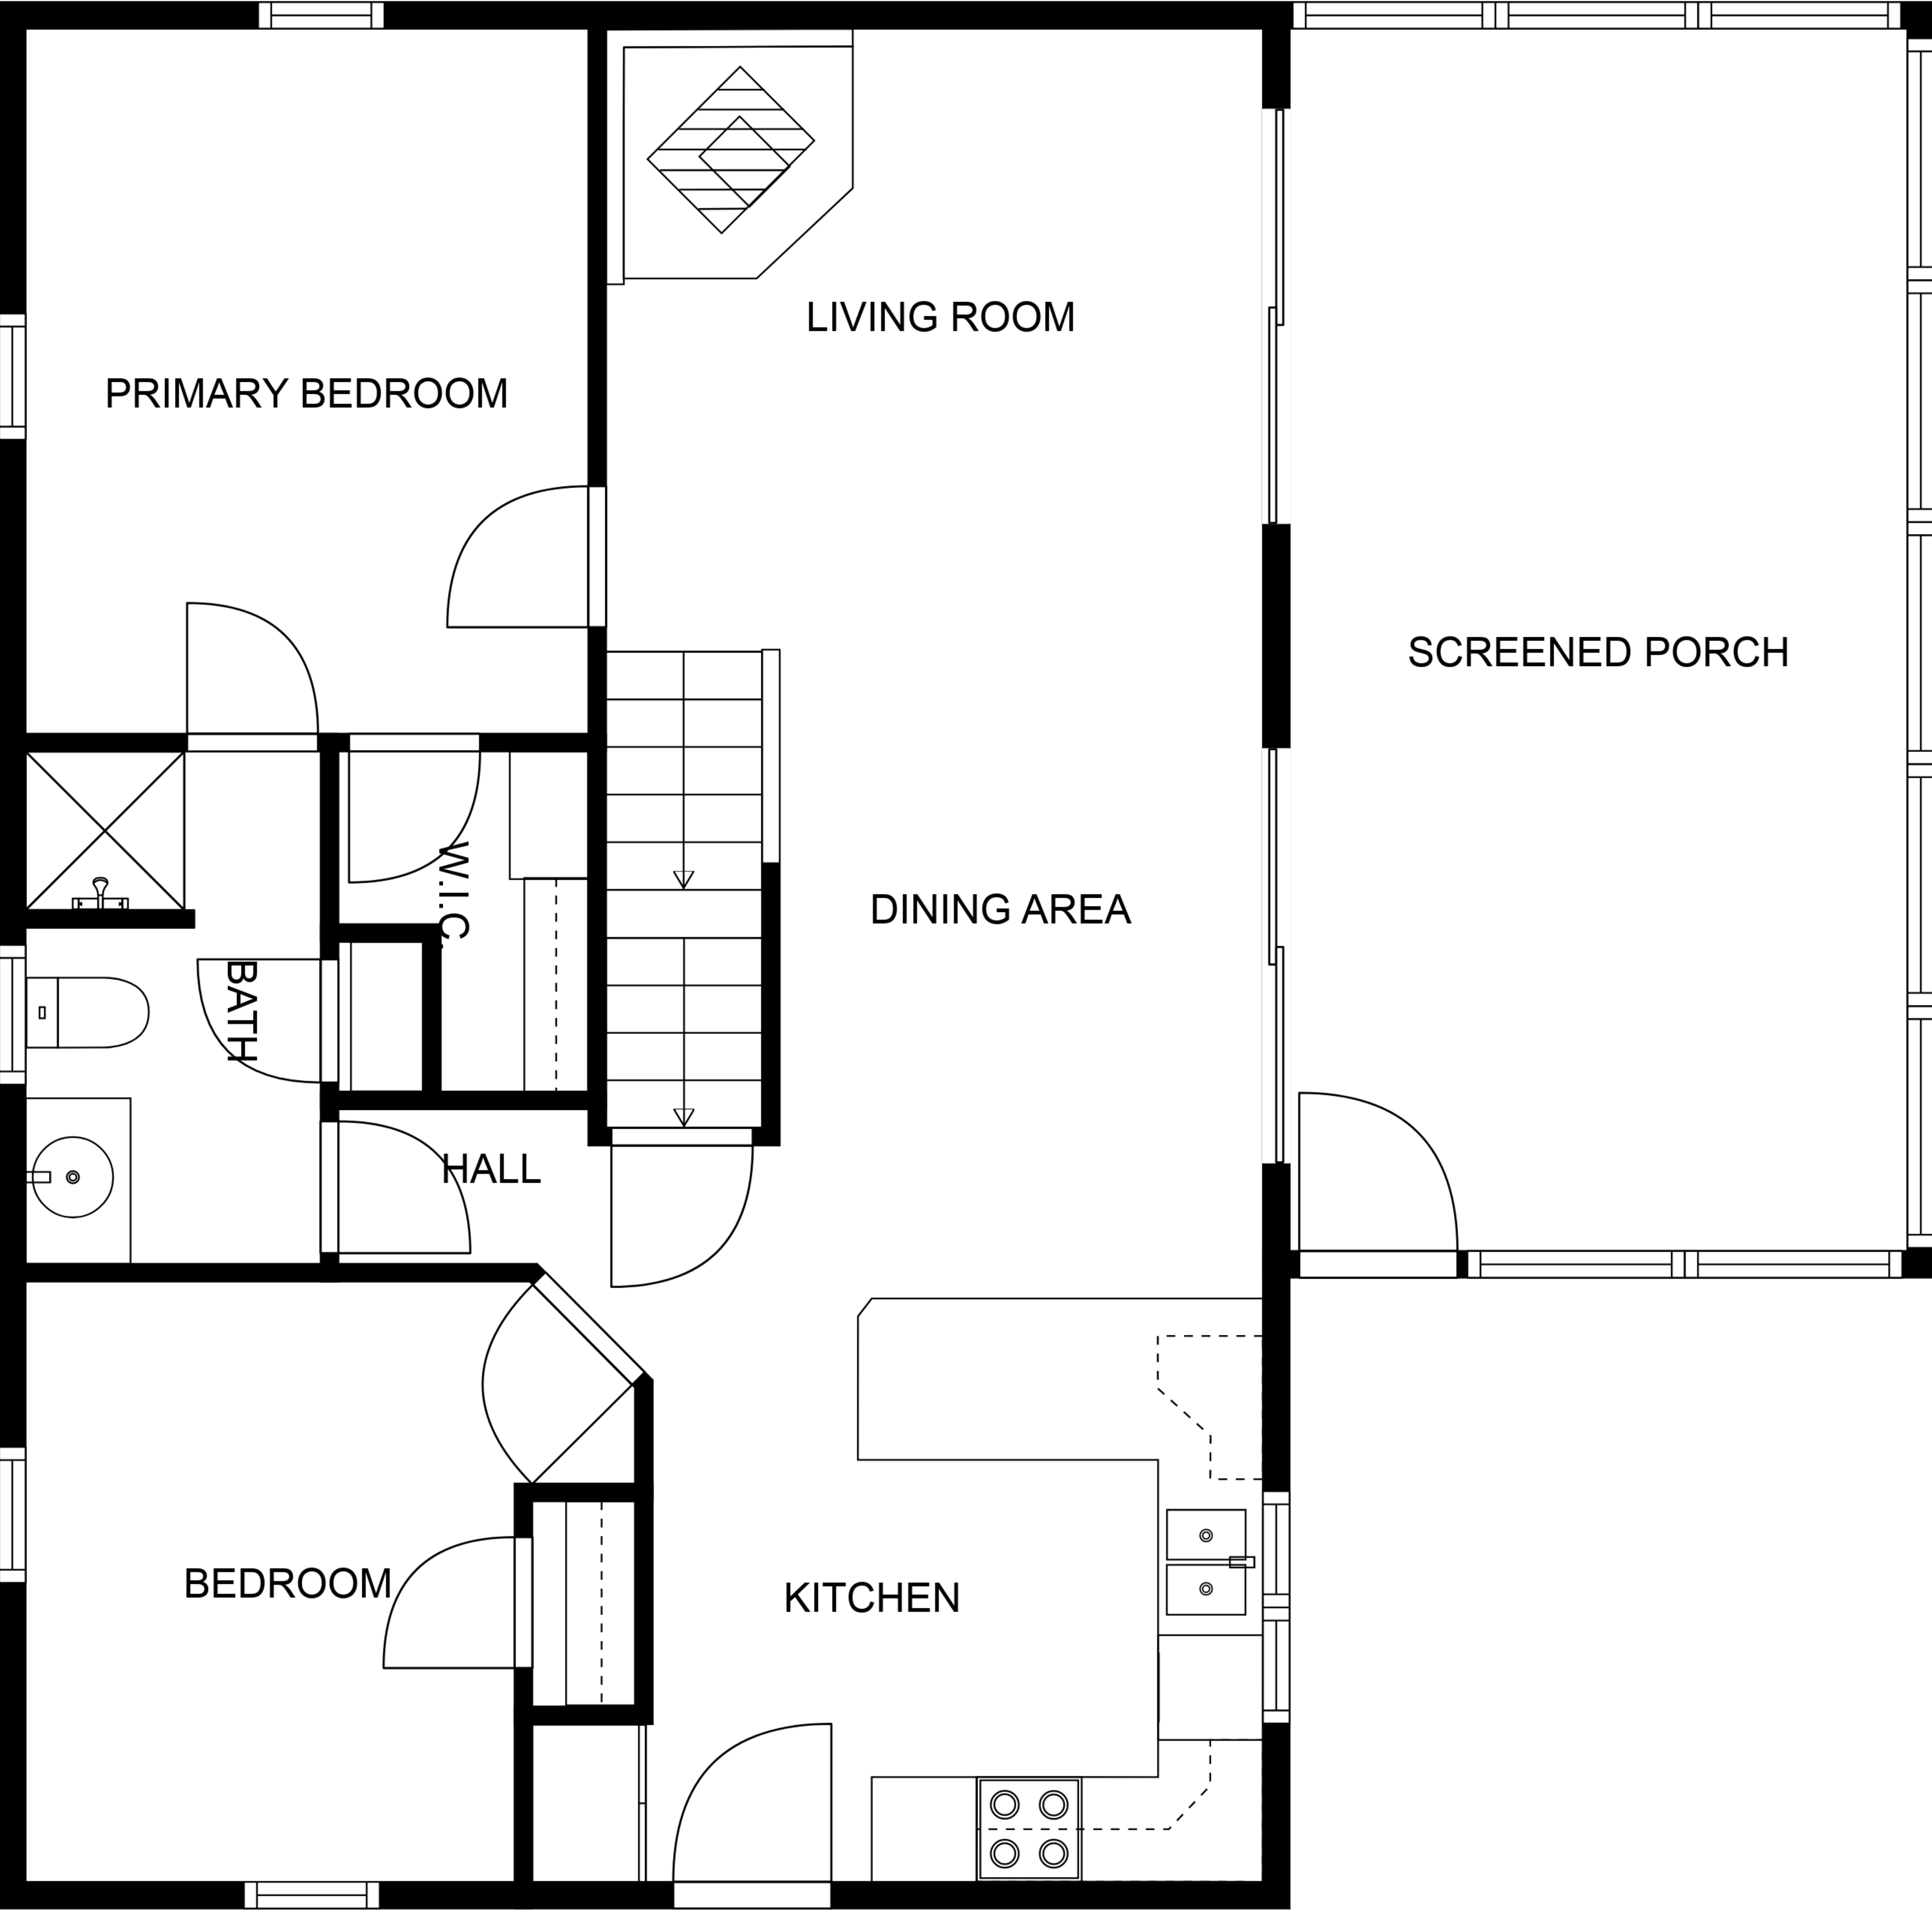 LIVING ROOM
PRIMARY BEDROOM
SCREENED PORCH
W.I.C.
DINING AREA
BATH
HALL
BEDROOM
KITCHEN